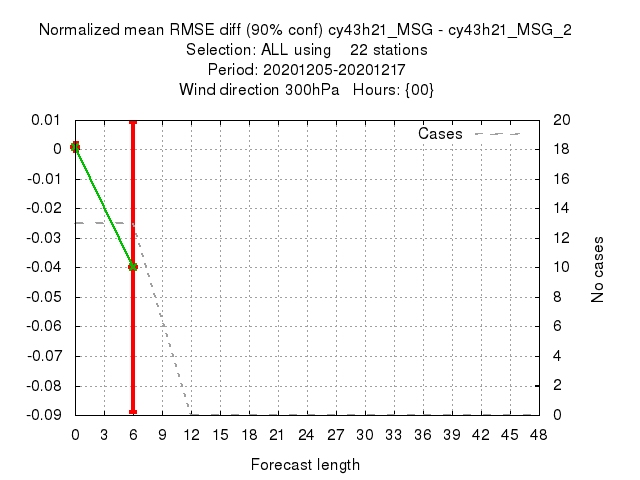 Normalized mean RMSE diff (90% conf) cy43h21_MSG - cy43h21_MSG_2
Selection: ALL using 22 stations
Period: 20201205-20201217
Wind direction 300hPa Hours: {00}
Cases
0.01
0
-0.01
-0.02
-0.03
-0.04
-0.05
-0.06
-0.07
-0.08
-0.09
20
18
16
14
12
10
8
6
4
2
0
No cases
0 3 6 9 12 15 18 21 24 27 30 33 36 39 42 45 48
Forecast length